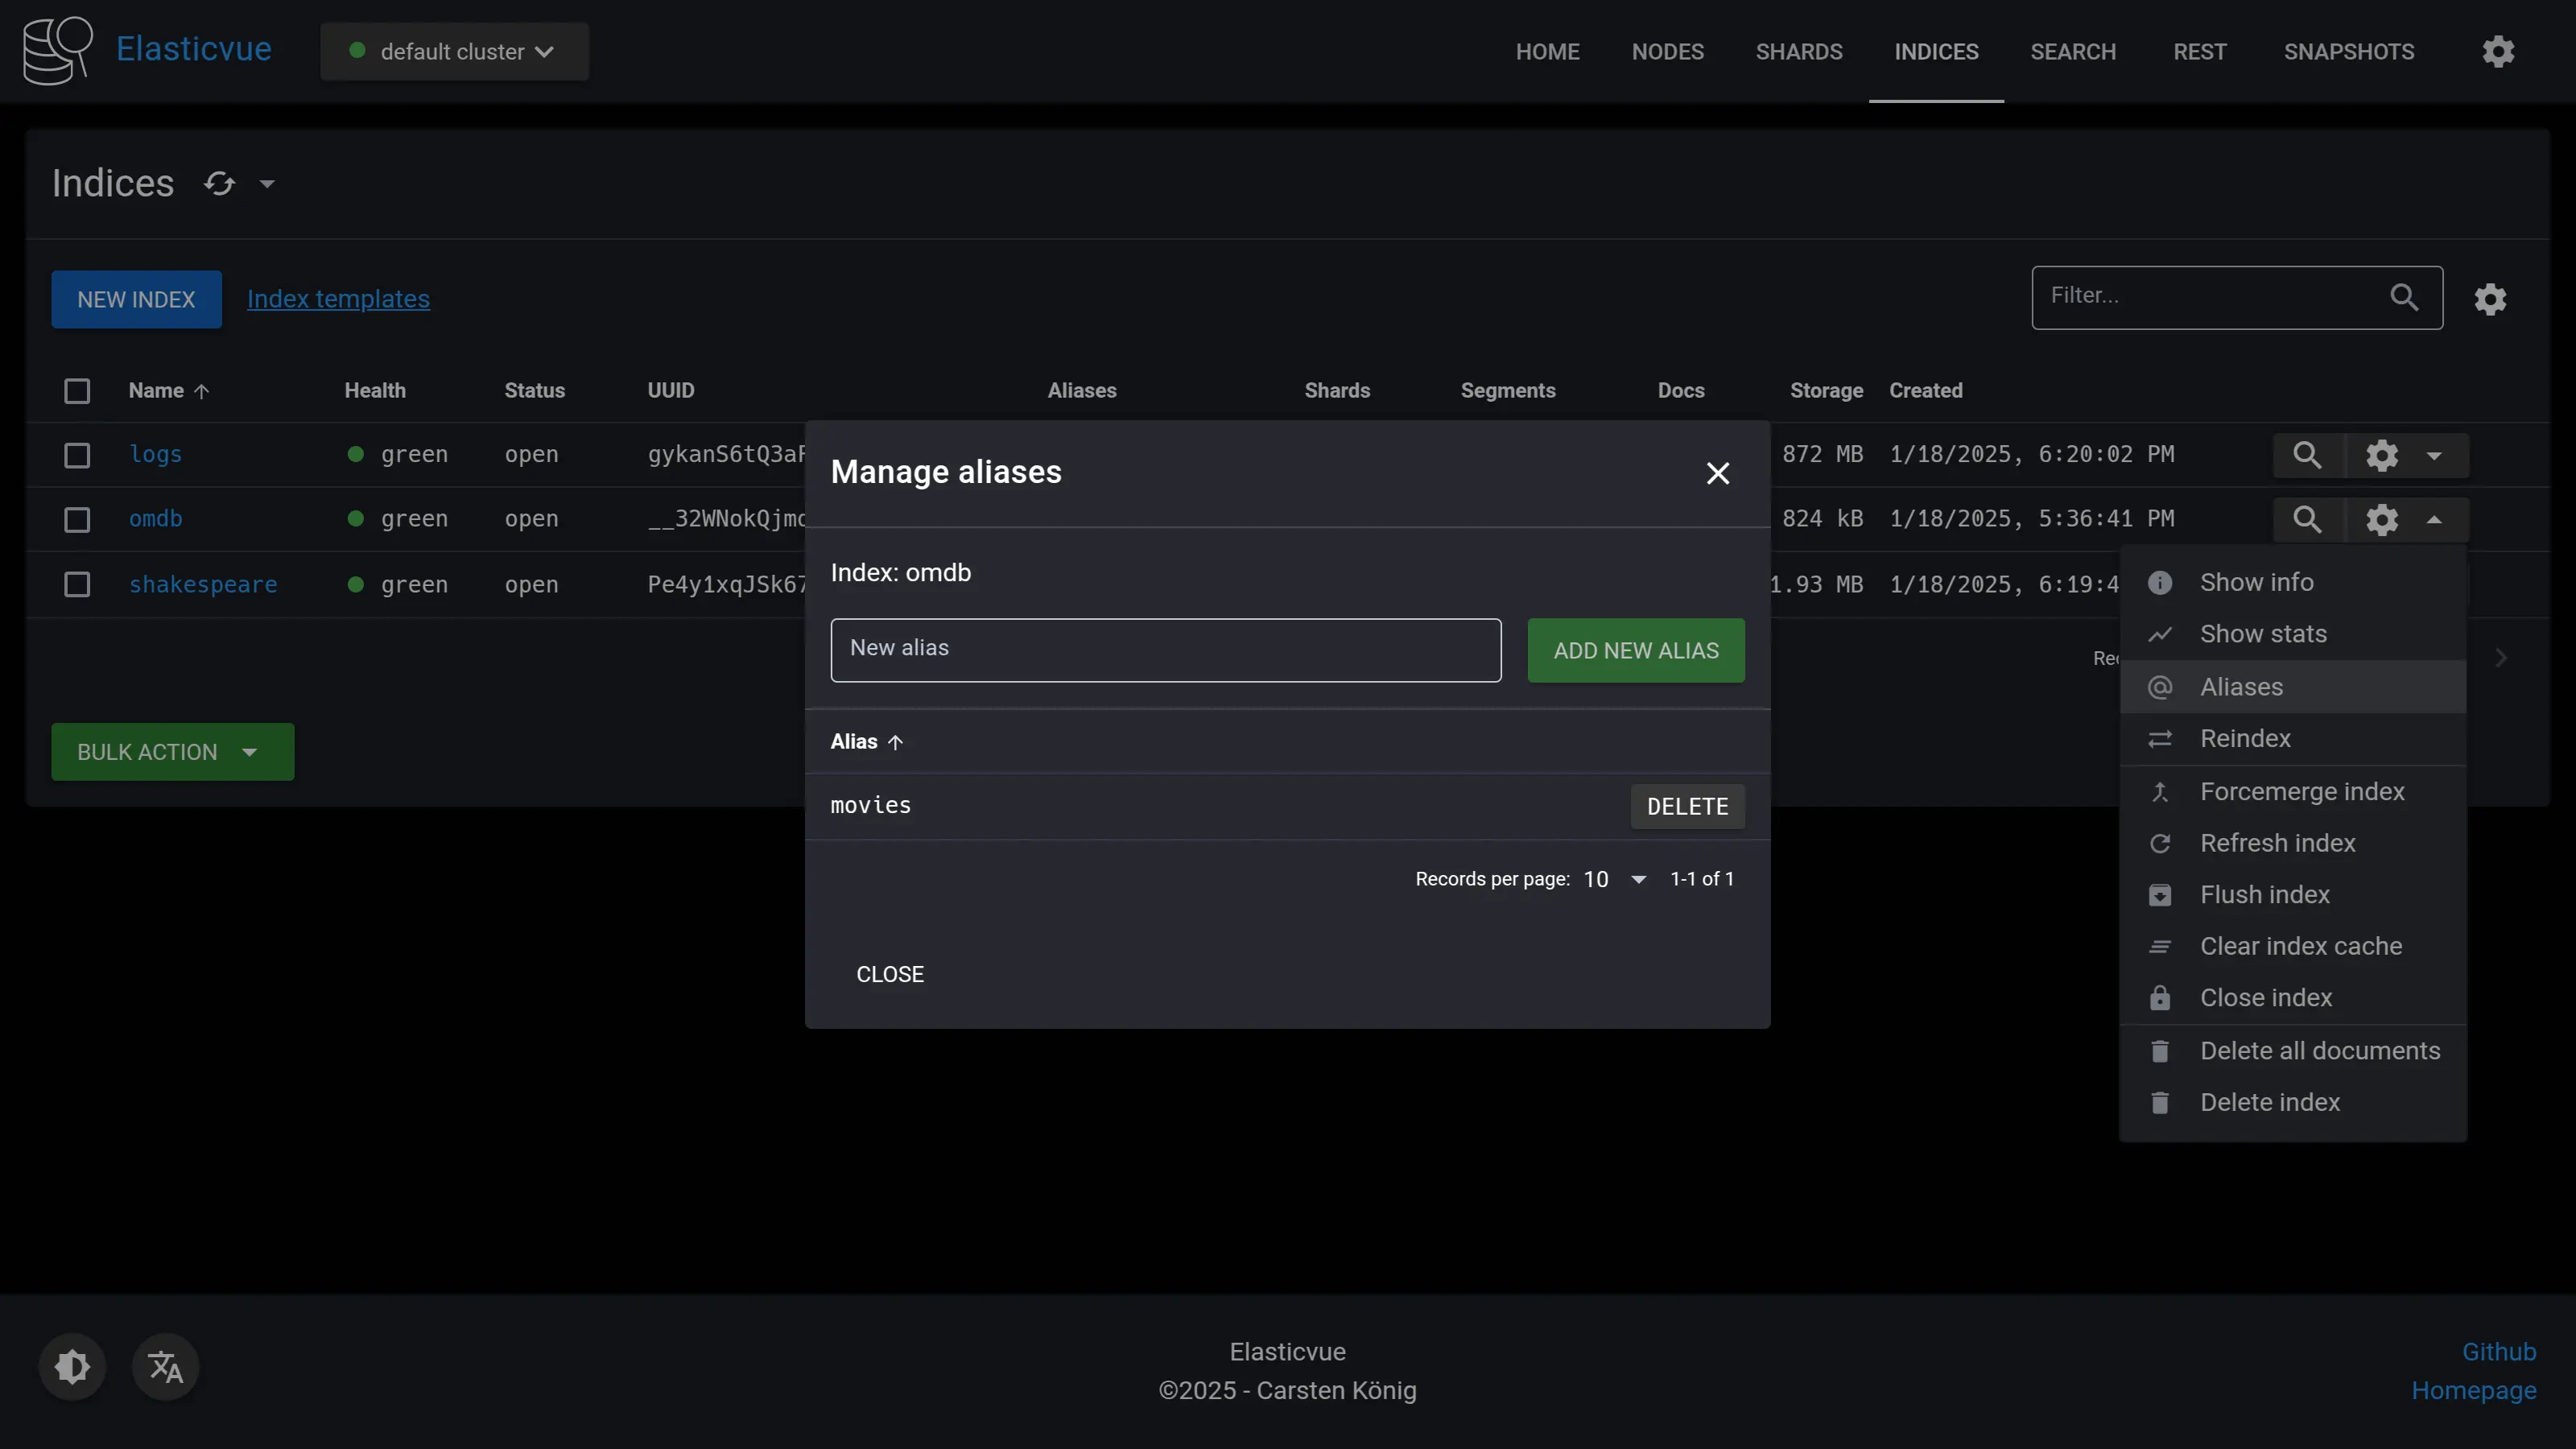 Elasticvue
default cluster
HOME NODES SHARDS INDICES SEARCH REST SNAPSHOTS
Indices
NEW INDEX Index templates Filter...
Name Health Status UUID Aliases Shards Segments Docs Storage Created
logs green open gykanS6tQ3a 872 MB 1/18/2025, 6:20:02 PM
omdb green open __32WNokQjm 824 kB 1/18/2025, 5:36:41 PM
shakespeare green open Pe4y1xqJSk67 1.93 MB 1/18/2025, 6:19:4
BULK ACTION
Manage aliases
Index: omdb
New alias ADD NEW ALIAS
Alias
movies DELETE
Records per page: 10 1-1 of 1
CLOSE
Show info
Show stats
Aliases
Reindex
Forcemerge index
Refresh index
Flush index
Clear index cache
Close index
Delete all documents
Delete index
Elasticvue
©2025 - Carsten König
Github
Homepage